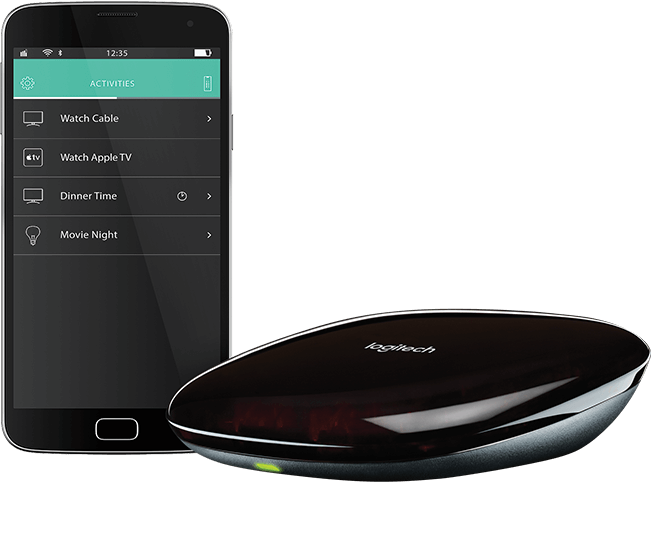 12:35
ACTIVITIES
Watch Cable
tv Watch Apple TV
Dinner Time
Movie Night
logitech